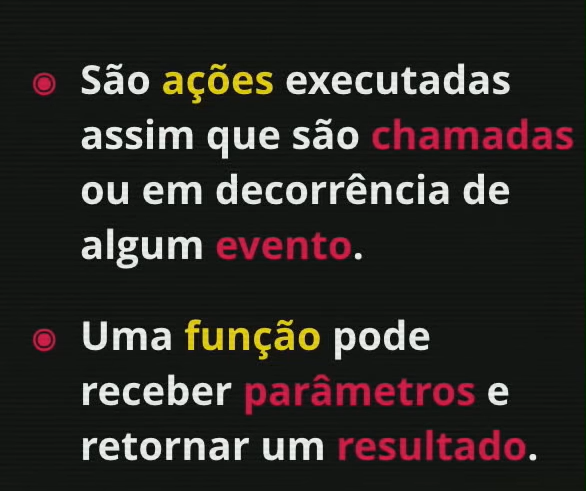 São ações executadas
assim que são chamadas
ou em decorrência de
algum evento.
Uma função pode
receber parâmetros e
retornar um resultado.